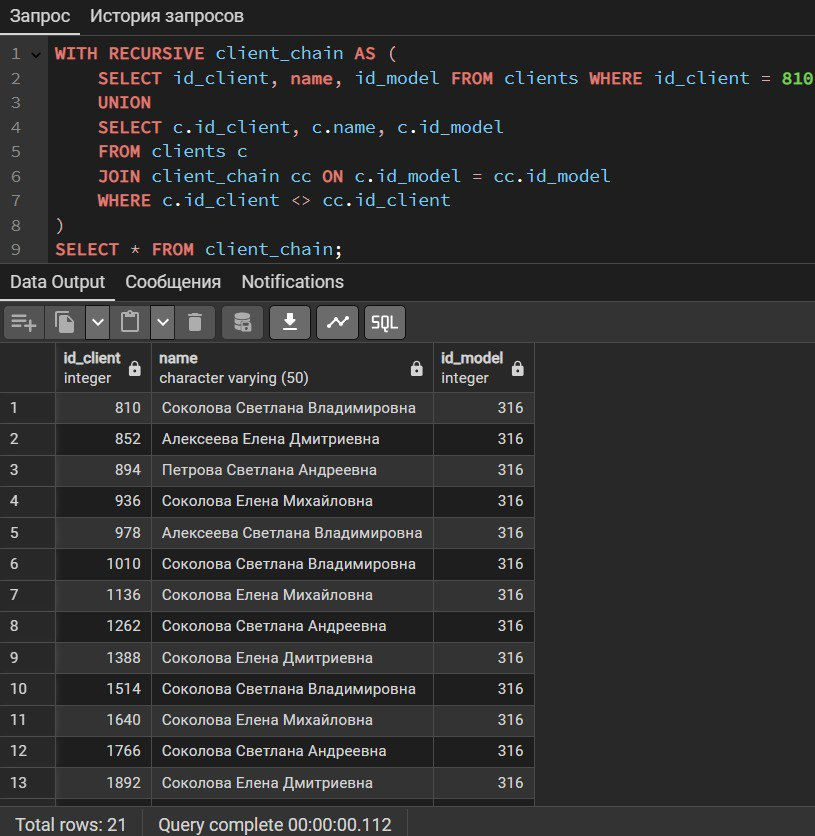 Запрос История запросов
1 WITH RECURSIVE client_chain AS (
2 SELECT id_client, name, id_model FROM clients WHERE id_client = 810
3 UNION
4 SELECT c.id_client, c.name, c.id_model
5 FROM clients c
6 JOIN client_chain cc ON c.id_model = cc.id_model
7 WHERE c.id_client <> cc.id_client
8 )
9 SELECT * FROM client_chain;
Data Output Сообщения Notifications
SQL
id_client name id_model
integer character varying (50) integer
1 810 Соколова Светлана Владимировна 316
2 852 Алексеева Елена Дмитриевна 316
3 894 Петрова Светлана Андреевна 316
4 936 Соколова Елена Михайловна 316
5 978 Алексеева Светлана Владимировна 316
6 1010 Соколова Светлана Владимировна 316
7 1136 Соколова Елена Михайловна 316
8 1262 Соколова Светлана Андреевна 316
9 1388 Соколова Елена Дмитриевна 316
10 1514 Соколова Светлана Владимировна 316
11 1640 Соколова Елена Михайловна 316
12 1766 Соколова Светлана Андреевна 316
13 1892 Соколова Елена Дмитриевна 316
Total rows: 21 Query complete 00:00:00.112